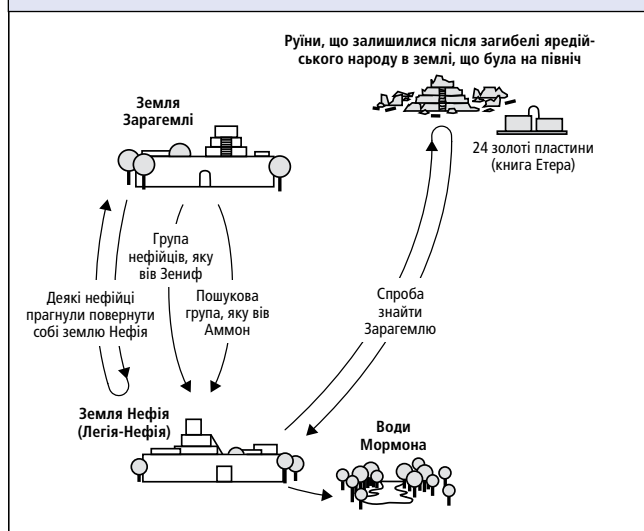 Руїни, що залишилися після загибелі яредій-
ського народу в землі, що була на північ
Земля
Зарагемлі
24 золоті пластини
(книга Етера)
Група
нефійців, яку
вів Зениф
Деякі нефійці
прагнули повернути
собі землю Нефія
Пошукова
група, яку вів
Аммон
Спроба
знайти
Зарагемлю
Земля Нефія
(Легія-Нефія)
Води
Мормона